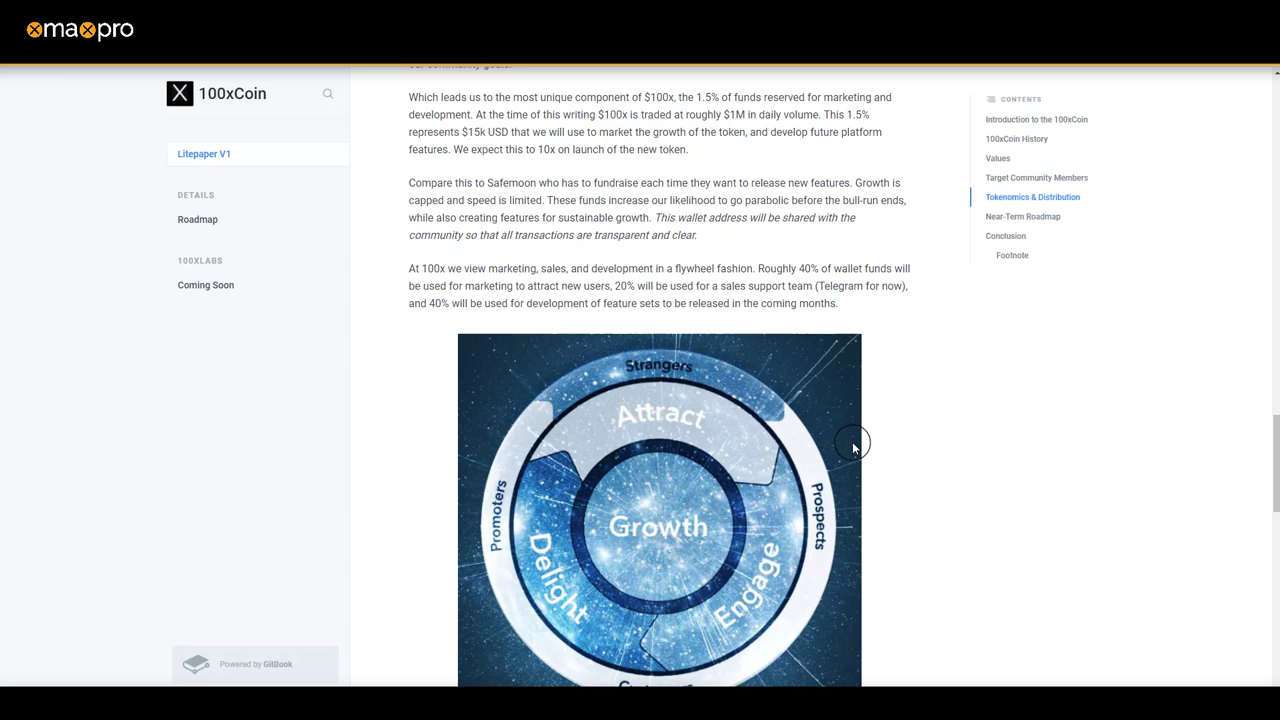 omaxpro
100xCoin
Litepaper V1
DETAILS
Roadmap
100XLABS
Coming Soon
Powered by GitBook
our community goals.
Which leads us to the most unique component of $100x, the 1.5% of funds reserved for marketing and
development. At the time of this writing $100x is traded at roughly $1M in daily volume. This 1.5%
represents $15k USD that we will use to market the growth of the token, and develop future platform
features. We expect this to 10x on launch of the new token.
Compare this to Safemoon who has to fundraise each time they want to release new features. Growth is
capped and speed is limited. These funds increase our likelihood to go parabolic before the bull-run ends,
while also creating features for sustainable growth. This wallet address will be shared with the
community so that all transactions are transparent and clear.
At 100x we view marketing, sales, and development in a flywheel fashion. Roughly 40% of wallet funds will
be used for marketing to attract new users, 20% will be used for a sales support team (Telegram for now),
and 40% will be used for development of feature sets to be released in the coming months.
Strangers
Attract
Promoters
Prospects
Growth
Delight
Engage
CONTENTS
Introduction to the 100xCoin
100xCoin History
Values
Target Community Members
Tokenomics & Distribution
Near-Term Roadmap
Conclusion
Footnote